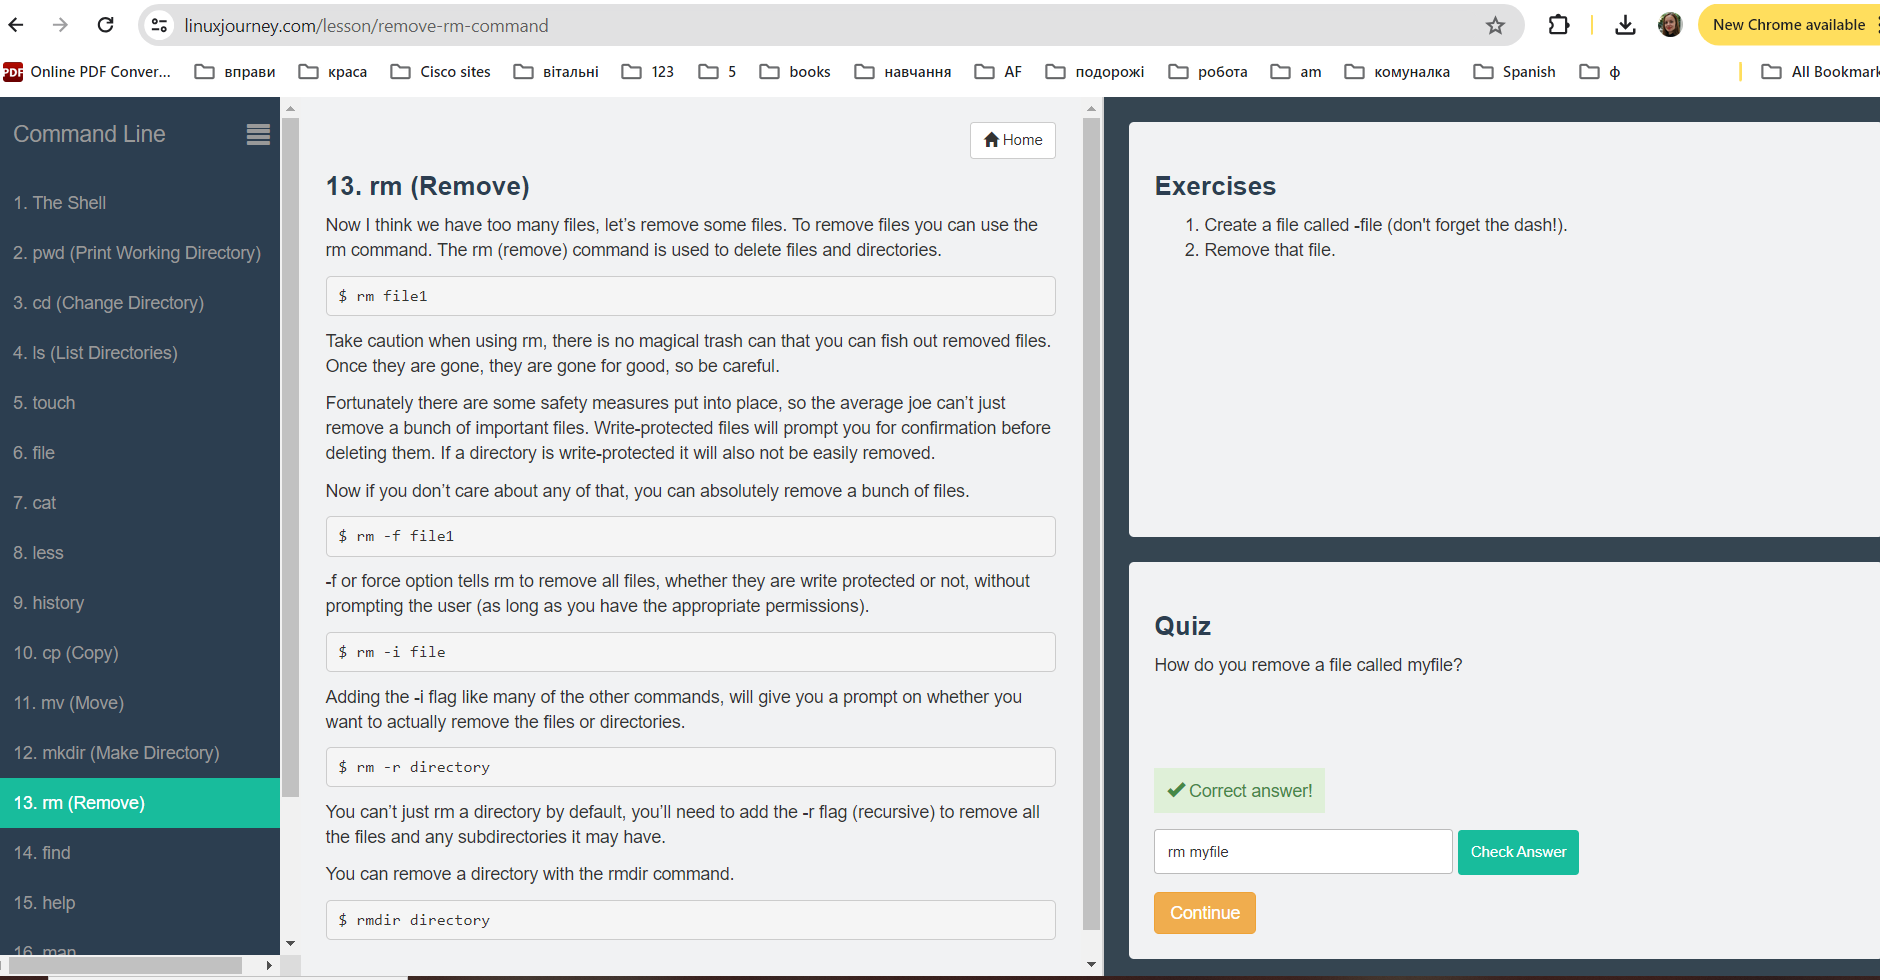 linuxjourney.com/lesson/remove-rm-command
New Chrome available
PDF Online PDF Conver...
вправи
краса
Cisco sites
вітальні
123
5
books
навчання
AF
подорожі
робота
am
комуналка
Spanish
ф
All Bookmark
Command Line
1. The Shell
2. pwd (Print Working Directory)
3. cd (Change Directory)
4. ls (List Directories)
5. touch
6. file
7. cat
8. less
9. history
10. cp (Copy)
11. mv (Move)
12. mkdir (Make Directory)
13. rm (Remove)
14. find
15. help
16. man
Home
13. rm (Remove)
Now I think we have too many files, let’s remove some files. To remove files you can use the
rm command. The rm (remove) command is used to delete files and directories.
$ rm file1
Take caution when using rm, there is no magical trash can that you can fish out removed files.
Once they are gone, they are gone for good, so be careful.
Fortunately there are some safety measures put into place, so the average joe can’t just
remove a bunch of important files. Write-protected files will prompt you for confirmation before
deleting them. If a directory is write-protected it will also not be easily removed.
Now if you don’t care about any of that, you can absolutely remove a bunch of files.
$ rm -f file1
-f or force option tells rm to remove all files, whether they are write protected or not, without
prompting the user (as long as you have the appropriate permissions).
$ rm -i file
Adding the -i flag like many of the other commands, will give you a prompt on whether you
want to actually remove the files or directories.
$ rm -r directory
You can’t just rm a directory by default, you’ll need to add the -r flag (recursive) to remove all
the files and any subdirectories it may have.
You can remove a directory with the rmdir command.
$ rmdir directory
Exercises
1. Create a file called -file (don't forget the dash!).
2. Remove that file.
Quiz
How do you remove a file called myfile?
Correct answer!
rm myfile
Check Answer
Continue